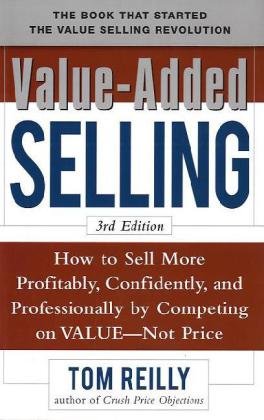 THE BOOK THAT STARTED
THE VALUE SELLING REVOLUTION
Value-Added
SELLING
3rd Edition
How to Sell More
Profitably, Confidently, and
Professionally by Competing
on VALUE—Not Price
TOM REILLY
author of Crush Price Objections